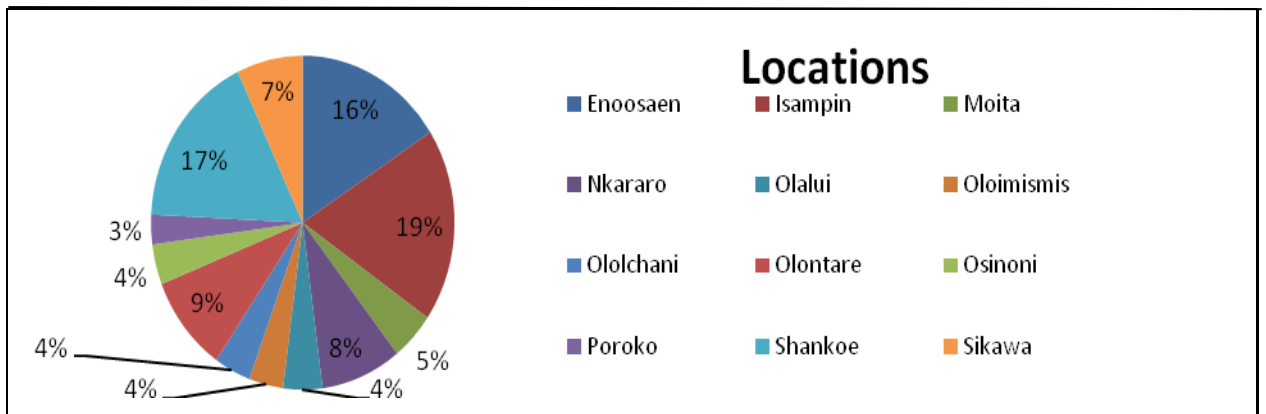 Locations
7%
16%
17%
19%
3%
4%
9%
8%
5%
4%
4%
4%
Enoosaen Isampin Moita
Nkararo Olalui Oloimismis
Ololchani Olontare Osinoni
Poroko Shankoe Sikawa